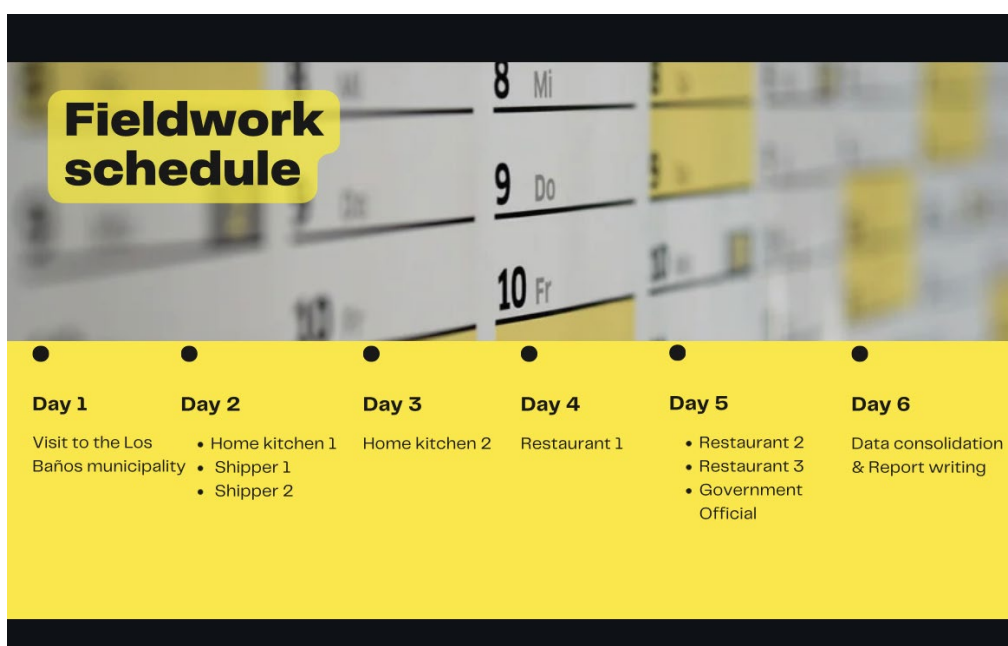 Fieldwork
schedule
8 Mi
9 Do
10 Fr
10
10
Day 1
Visit to the Los
Baños municipality
Day 2
• Home kitchen 1
• Shipper 1
• Shipper 2
Day 3
Home kitchen 2
Day 4
Restaurant 1
Day 5
• Restaurant 2
• Restaurant 3
• Government
Official
Day 6
Data consolidation
& Report writing